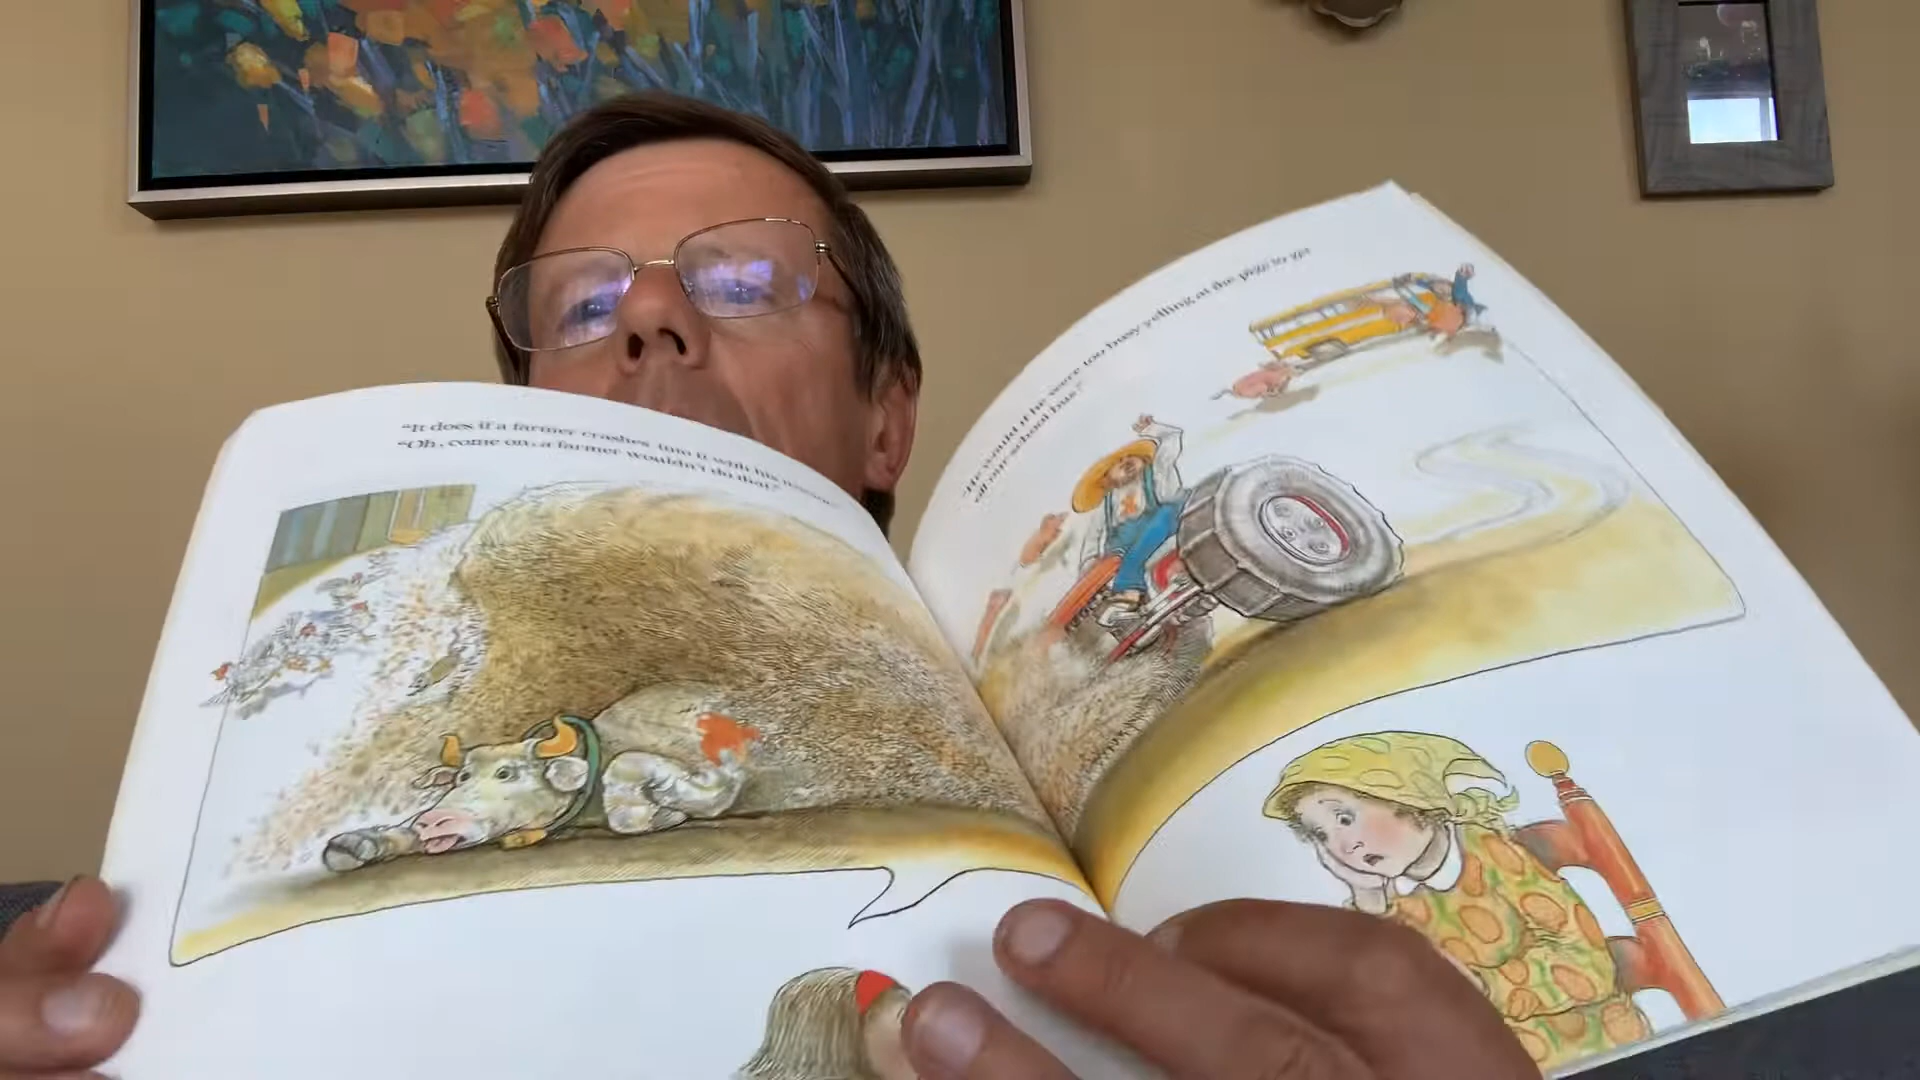 "It does if a farmer crashes into it with his tractor."
"Oh, come on, a farmer wouldn't do that."
"He would if he were too busy yelling at the pigs to get
off our school bus."